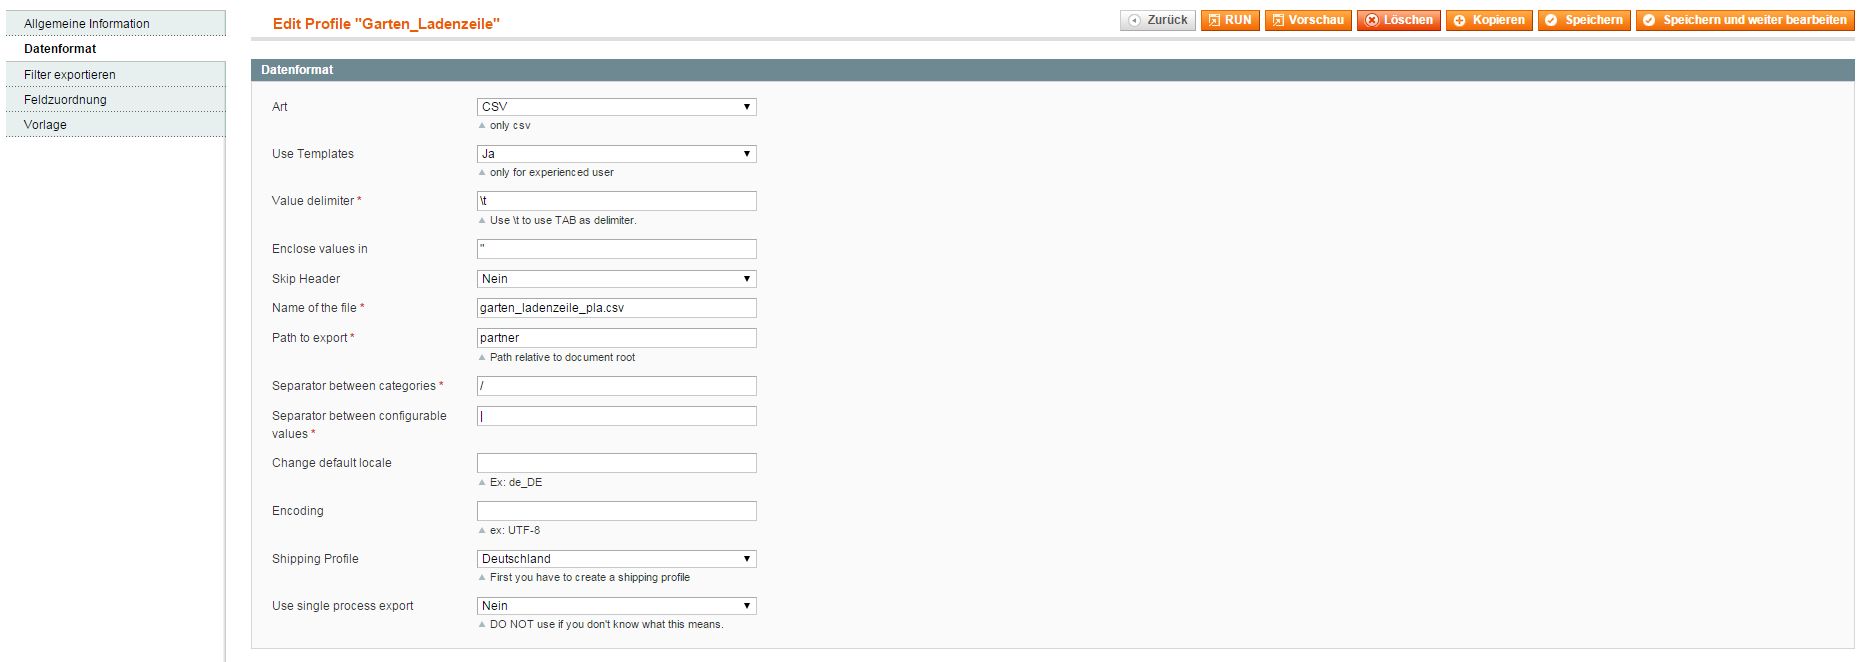 Allgemeine Information
Datenformat
Filter exportieren
Feldzuordnung
Vorlage
Edit Profile "Garten_Ladenzeile"
Zurück RUN Vorschau Löschen Kopieren Speichern Speichern und weiter bearbeiten
Datenformat
Art CSV
only csv
Use Templates Ja
only for experienced user
Value delimiter * \t
Use \t to use TAB as delimiter.
Enclose values in "
Skip Header Nein
Name of the file * garten_ladenzeile_pla.csv
Path to export * partner
Path relative to document root
Separator between categories * /
Separator between configurable |
values *
Change default locale
Ex: de_DE
Encoding
ex: UTF-8
Shipping Profile Deutschland
First you have to create a shipping profile
Use single process export Nein
DO NOT use if you don't know what this means.